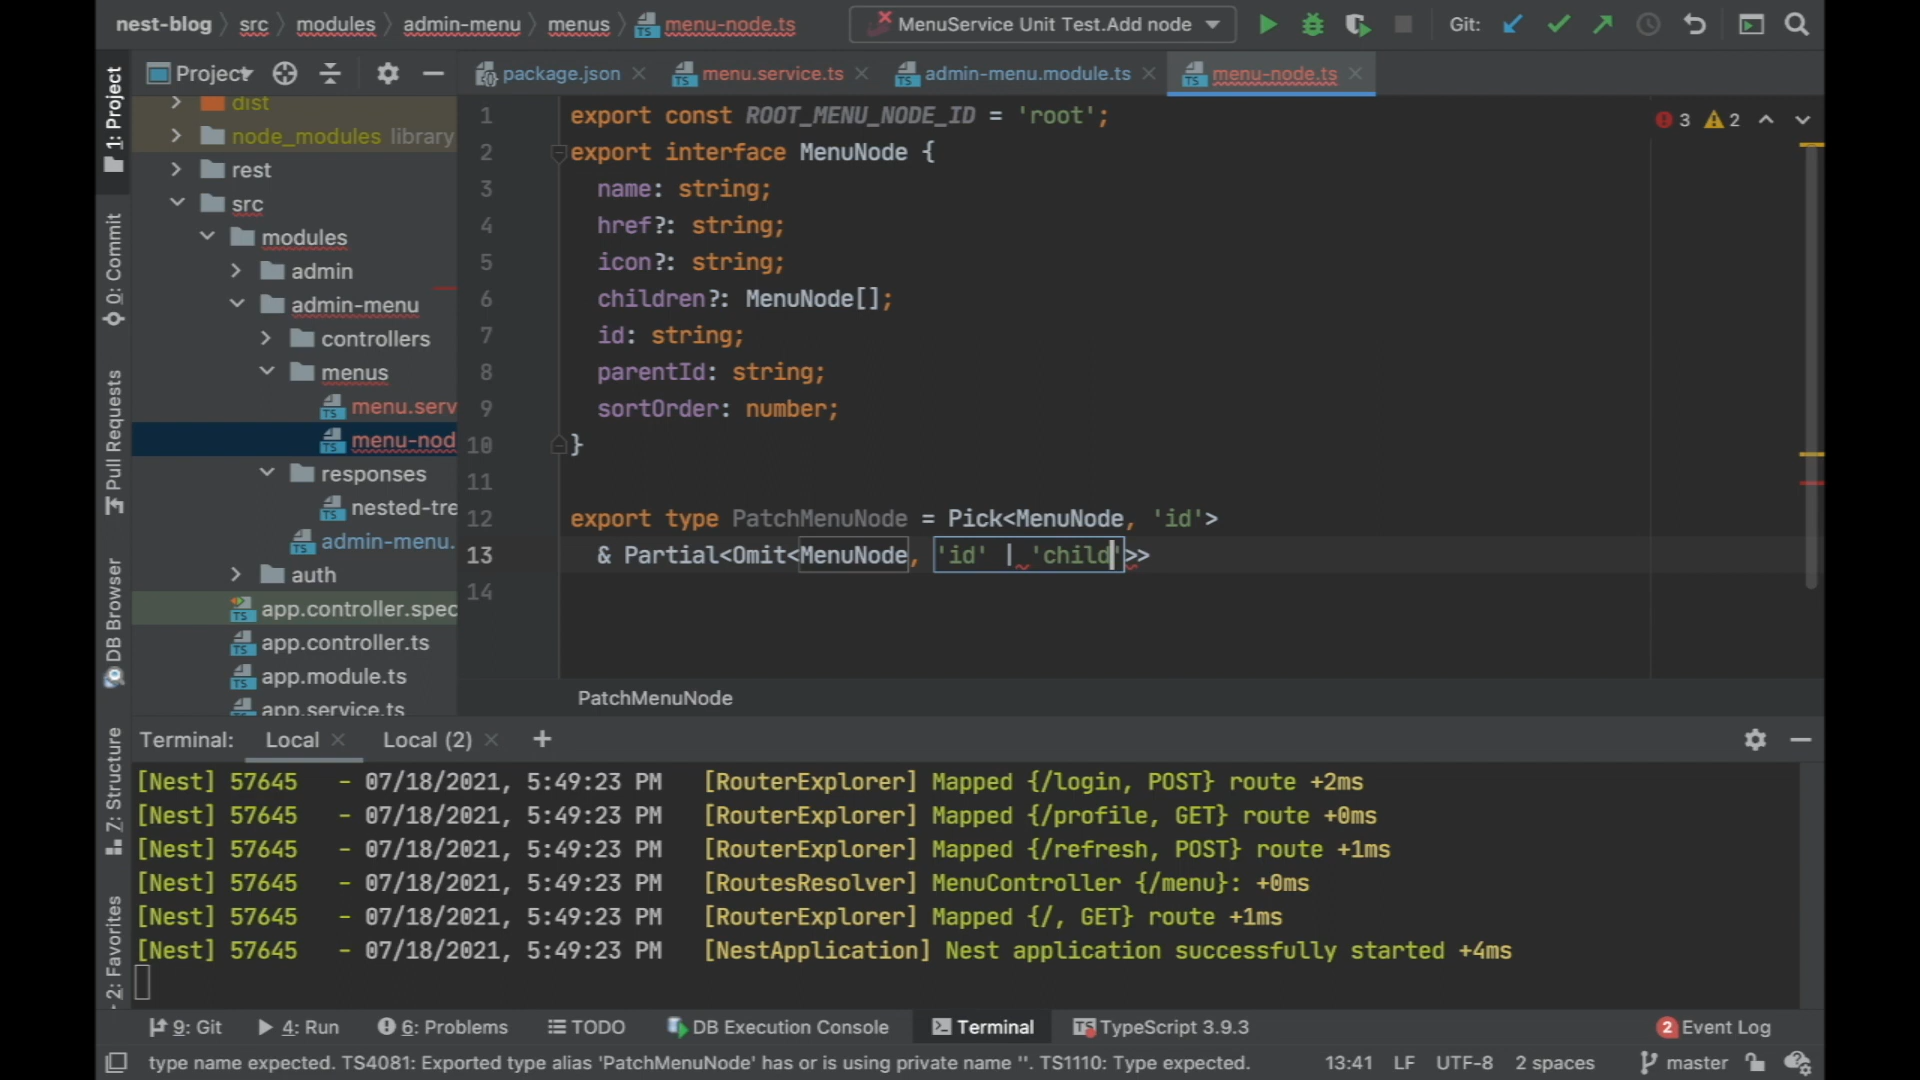 nest-blog src modules admin-menu menus menu-node.ts MenuService Unit Test.Add node Git:
Project package.json menu.service.ts admin-menu.module.ts menu-node.ts
1: Project
0: Commit
Pull Requests
DB Browser
Z: Structure
2: Favorites
dist
node_modules library
rest
src
modules
admin
admin-menu
controllers
menus
menu.serv
menu-nod
responses
nested-tre
admin-menu.
auth
app.controller.spec
app.controller.ts
app.module.ts
app.service.ts
3 2
1 export const ROOT_MENU_NODE_ID = 'root';
2 export interface MenuNode {
3 name: string;
4 href?: string;
5 icon?: string;
6 children?: MenuNode[];
7 id: string;
8 parentId: string;
9 sortOrder: number;
10 }
11
12 export type PatchMenuNode = Pick<MenuNode, 'id'>
13 & Partial<Omit<MenuNode, 'id' | 'child'>>
14
PatchMenuNode
Terminal: Local Local (2)
[Nest] 57645 - 07/18/2021, 5:49:23 PM [RouterExplorer] Mapped {/login, POST} route +2ms
[Nest] 57645 - 07/18/2021, 5:49:23 PM [RouterExplorer] Mapped {/profile, GET} route +0ms
[Nest] 57645 - 07/18/2021, 5:49:23 PM [RouterExplorer] Mapped {/refresh, POST} route +1ms
[Nest] 57645 - 07/18/2021, 5:49:23 PM [RoutesResolver] MenuController {/menu}: +0ms
[Nest] 57645 - 07/18/2021, 5:49:23 PM [RouterExplorer] Mapped {/, GET} route +1ms
[Nest] 57645 - 07/18/2021, 5:49:23 PM [NestApplication] Nest application successfully started +4ms
9: Git 4: Run 6: Problems TODO DB Execution Console Terminal TypeScript 3.9.3 2 Event Log
type name expected. TS4081: Exported type alias 'PatchMenuNode' has or is using private name ''. TS1110: Type expected. 13:41 LF UTF-8 2 spaces master